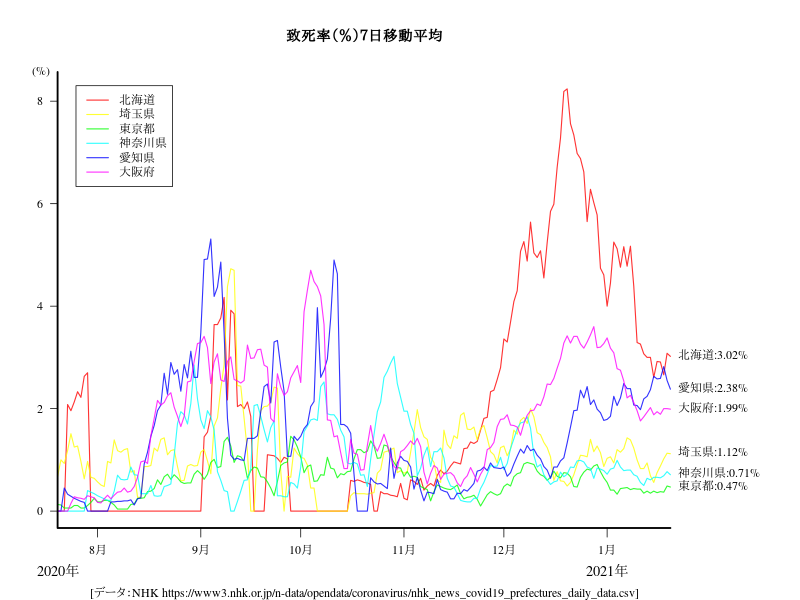 致死率(%)7日移動平均
(%)
8
6
4
2
0
北海道
埼玉県
東京都
神奈川県
愛知県
大阪府
北海道:3.02%
愛知県:2.38%
大阪府:1.99%
埼玉県:1.12%
神奈川県:0.71%
東京都:0.47%
8月 9月 10月 11月 12月 1月
2020年 2021年
[データ:NHK https://www3.nhk.or.jp/n-data/opendata/coronavirus/nhk_news_covid19_prefectures_daily_data.csv]